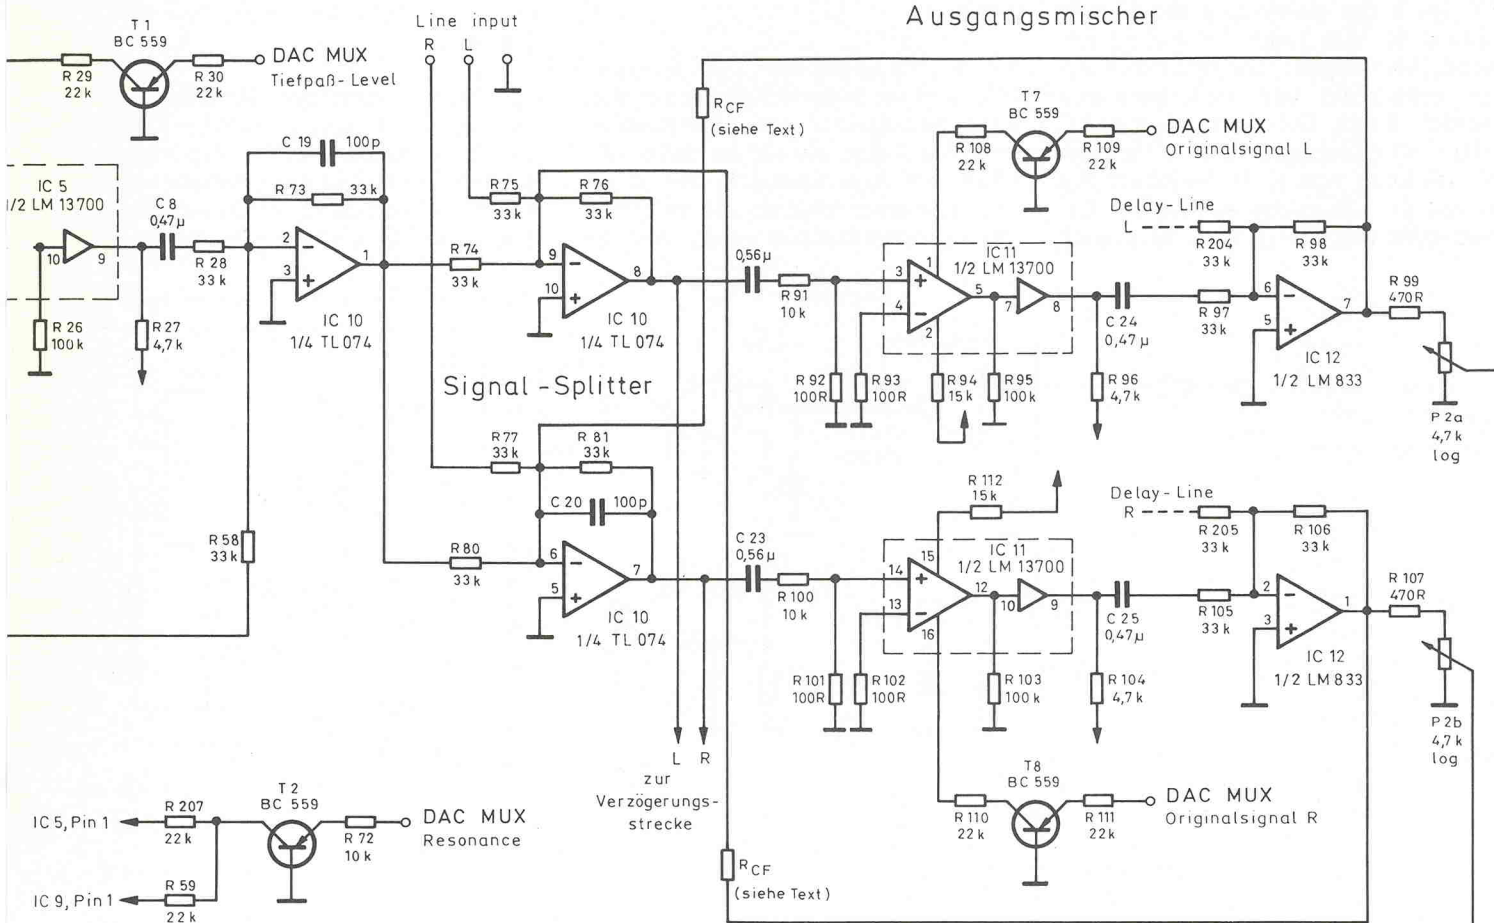 Ausgangsmischer
T 1
BC 559
R 29
22 k
R 30
22 k
DAC MUX
Tiefpaß-Level
Line input
R
L
R CF
(siehe Text)
T 7
BC 559
R 108
22 k
R 109
22 k
DAC MUX
Originalsignal L
C 19
100 p
R 73
33 k
IC 5
1/2 LM 13700
C 8
0,47 µ
10
9
R 28
33 k
R 26
100 k
R 27
4,7 k
2
3
1
IC 10
1/4 TL 074
R 75
33 k
R 76
33 k
R 74
33 k
9
10
8
IC 10
1/4 TL 074
0,56 µ
R 91
10 k
IC 11
1/2 LM 13700
1
3
4
2
5
7
8
R 92
100R
R 93
100R
R 94
15 k
R 95
100 k
R 96
4,7 k
C 24
0,47 µ
Delay-Line
L
R 204
33 k
R 98
33 k
R 97
33 k
6
5
7
IC 12
1/2 LM 833
R 99
470R
P 2a
4,7 k
log
Signal-Splitter
R 77
33 k
R 81
33 k
C 20
100 p
R 58
33 k
R 80
33 k
6
5
7
IC 10
1/4 TL 074
C 23
0,56 µ
R 100
10 k
R 112
15 k
IC 11
1/2 LM 13700
15
14
13
16
12
10
9
R 101
100R
R 102
100R
R 103
100 k
R 104
4,7 k
C 25
0,47 µ
Delay-Line
R
R 205
33 k
R 106
33 k
R 105
33 k
2
3
1
IC 12
1/2 LM 833
R 107
470R
P 2b
4,7 k
log
L R
zur
Verzögerungs-
strecke
IC 5, Pin 1
R 207
22 k
T 2
BC 559
R 72
10 k
DAC MUX
Resonance
IC 9, Pin 1
R 59
22 k
R CF
(siehe Text)
T 8
BC 559
R 110
22 k
R 111
22 k
DAC MUX
Originalsignal R